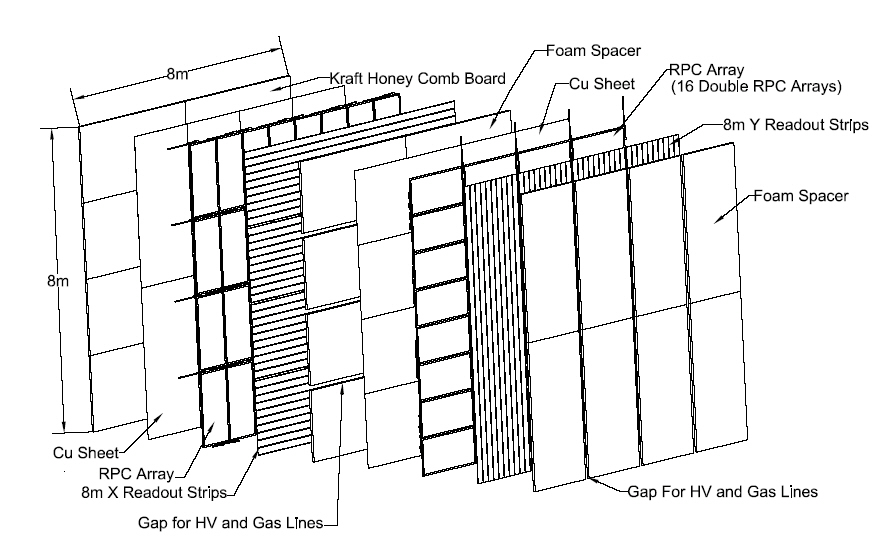 8m
Foam Spacer
Kraft Honey Comb Board
RPC Array
(16 Double RPC Arrays)
Cu Sheet
8m Y Readout Strips
Foam Spacer
8m
Cu Sheet
RPC Array
8m X Readout Strips
Gap For HV and Gas Lines
Gap for HV and Gas Lines